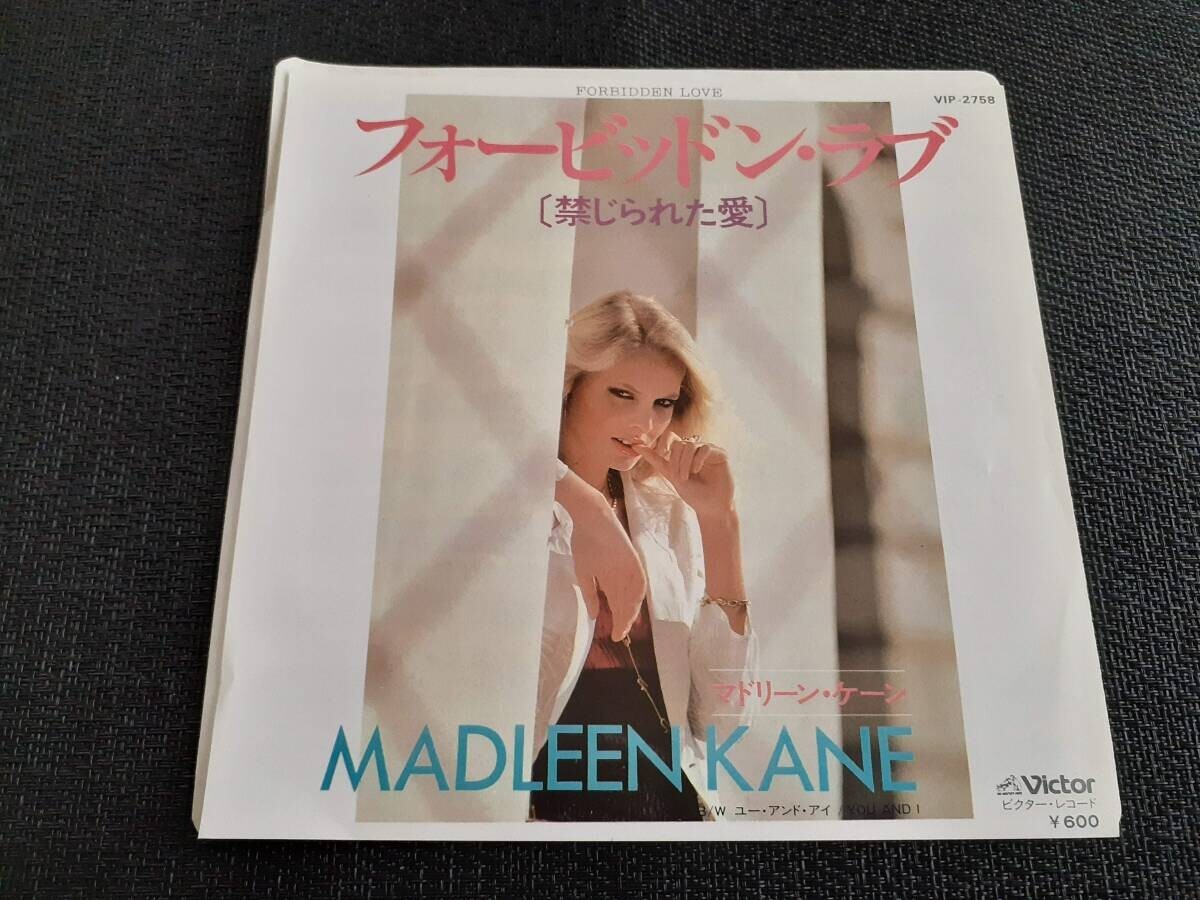 FORBIDDEN LOVE
VIP-2758
フォービッドン・ラブ
〔禁じられた愛〕
マドリーン・ケーン
MADLEEN KANE
B/W ユー・アンド・アイ / YOU AND I
Victor
ビクター・レコード
¥600